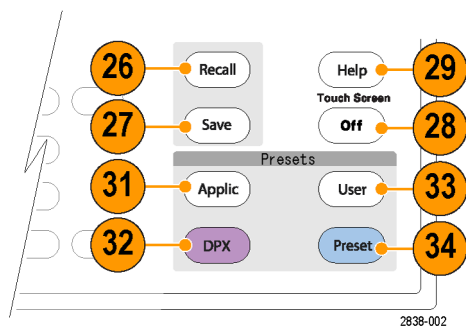 26 Recall Help 29
Touch Screen
27 Save Off 28
Presets
31 Applic User 33
32 DPX Preset 34
2838-002